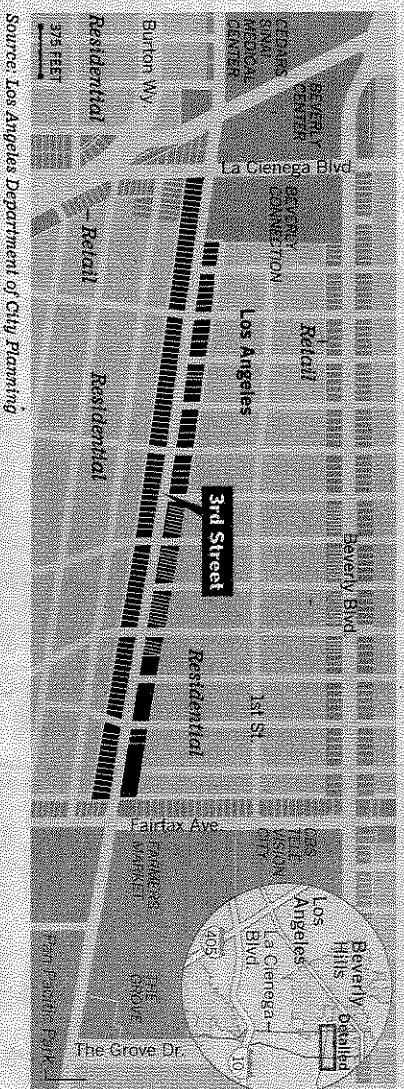 CEDARS
SINAI
MEDICAL
CENTER
BEVERLY
CENTER
Burton Wy.
Residential
375 FEET
La Cienega Blvd.
BEVERLY
CONNECTION
Retail
Retail
Los Angeles
Residential
3rd Street
Beverly Blvd.
Residential
1st St.
Fairfax Ave.
CBS
TELE
VISION
CITY
FARMERS
MARKET
THE
GROVE
Pan Pacific Park
The Grove Dr.
Beverly
Hills
Detailed
Los
Angeles
La Cienega
Blvd
405
10
Source: Los Angeles Department of City Planning